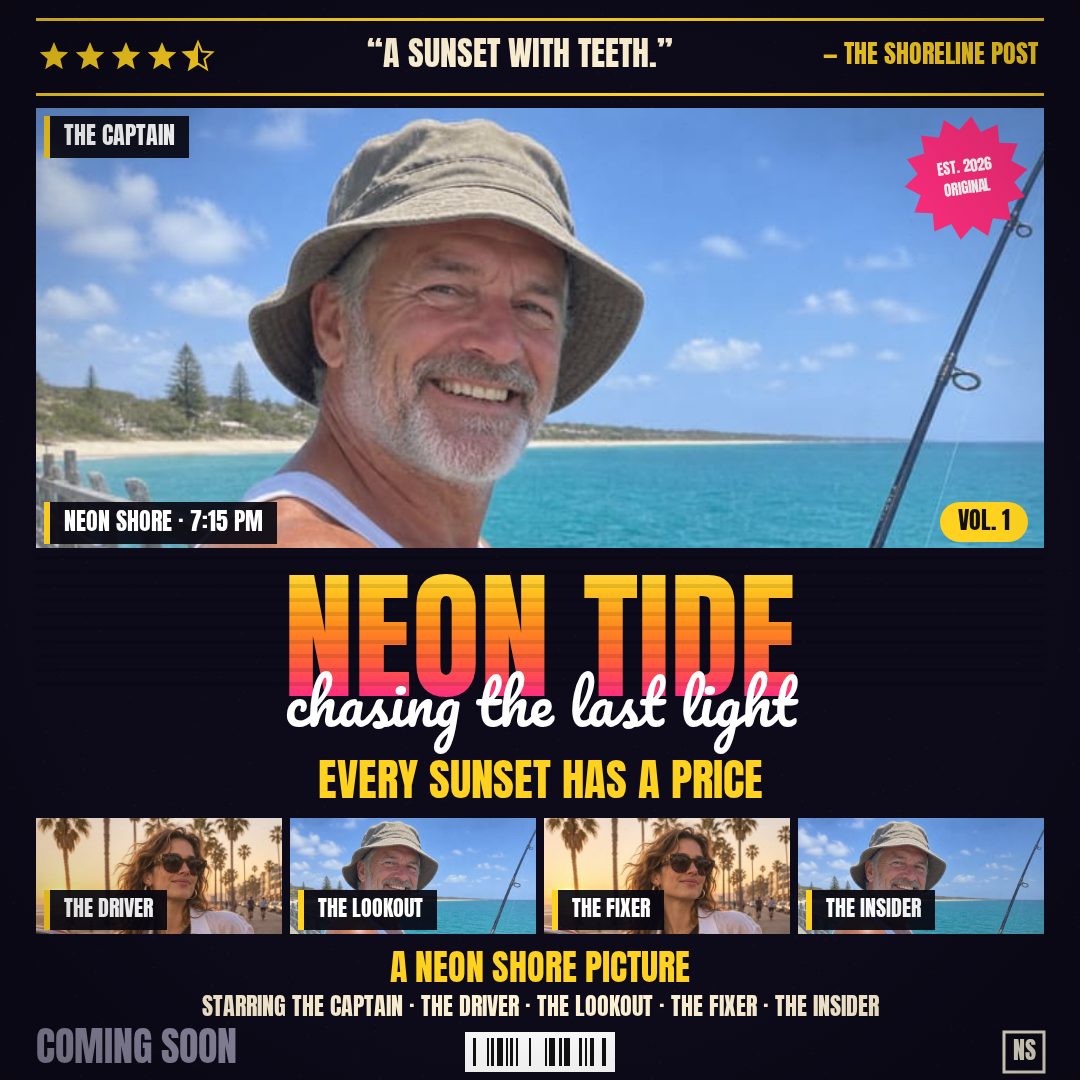 “A SUNSET WITH TEETH.”
– THE SHORELINE POST
THE CAPTAIN
EST. 2026
ORIGINAL
NEON SHORE · 7:15 PM
VOL. 1
NEON TIDE
chasing the last light
EVERY SUNSET HAS A PRICE
THE DRIVER
THE LOOKOUT
THE FIXER
THE INSIDER
A NEON SHORE PICTURE
STARRING THE CAPTAIN · THE DRIVER · THE LOOKOUT · THE FIXER · THE INSIDER
COMING SOON
NS